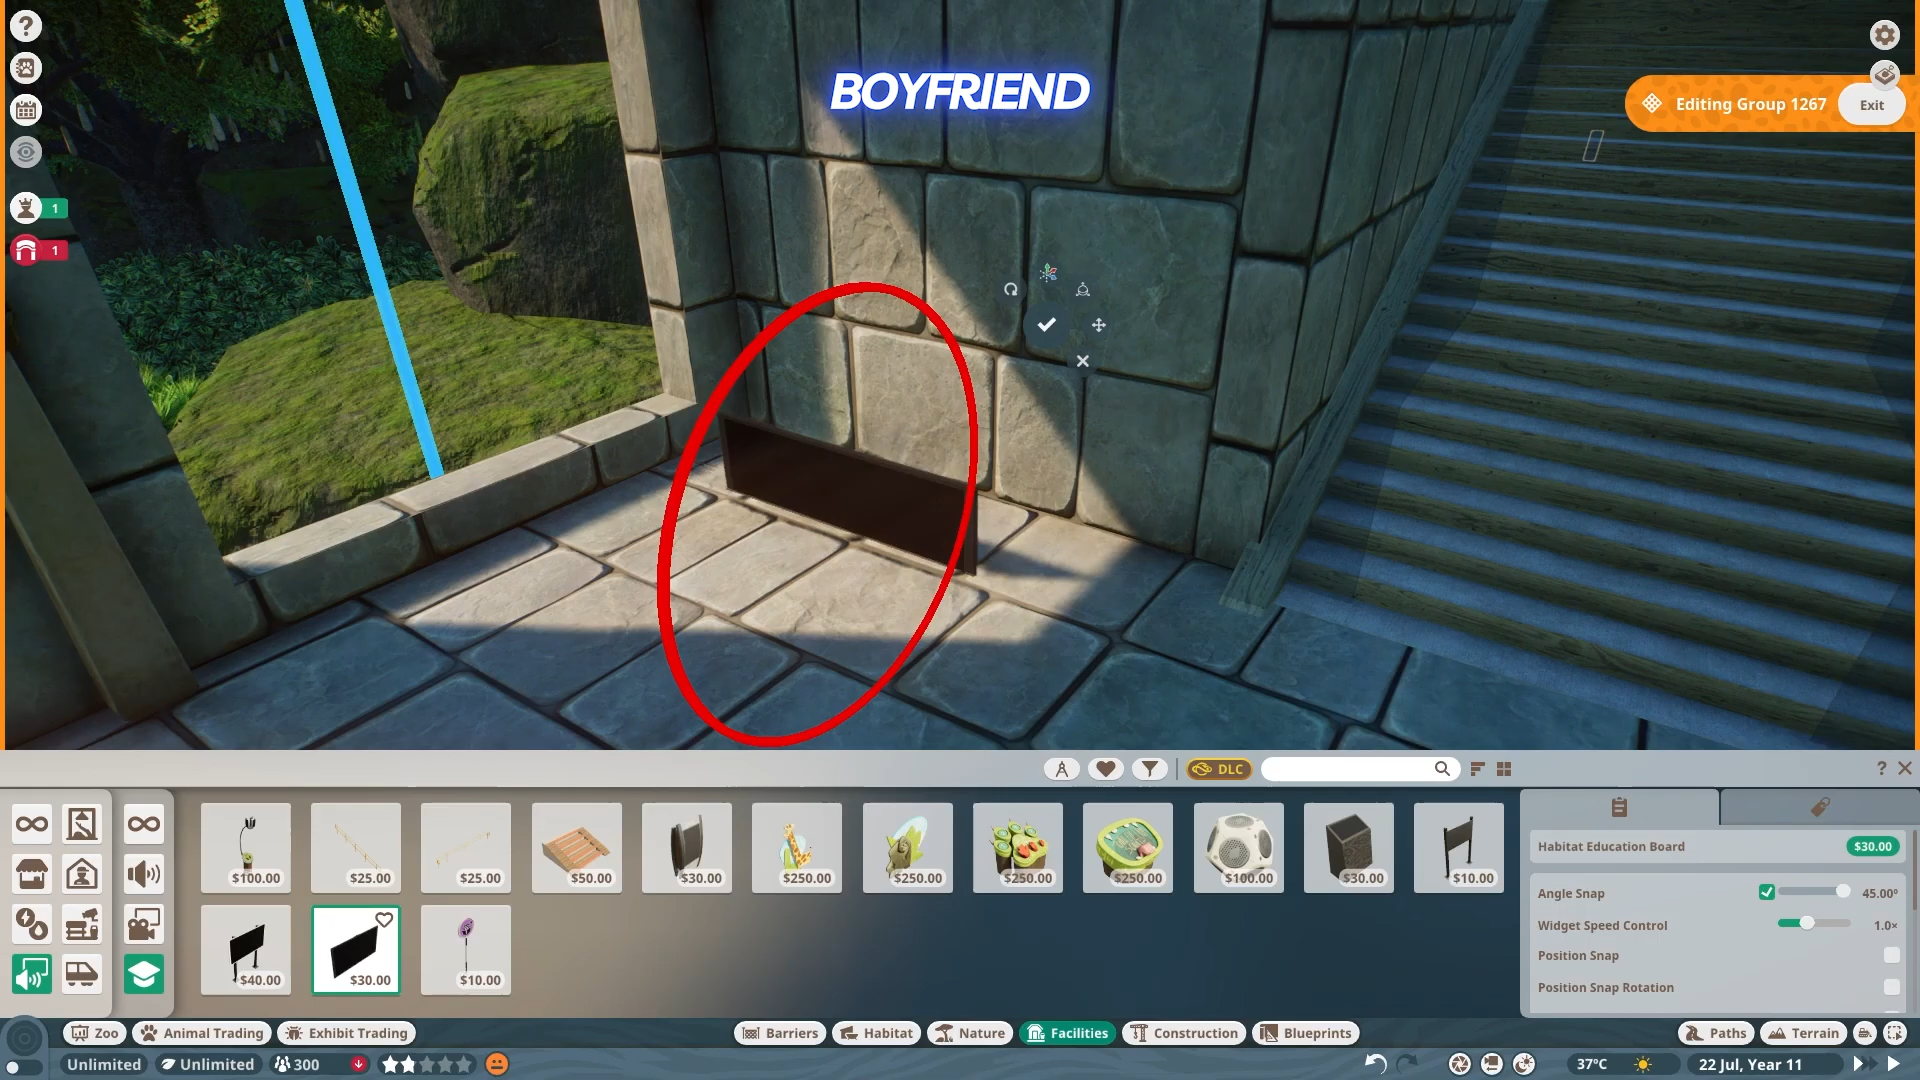 BOYFRIEND
Editing Group 1267
Exit
1
1
DLC
$100.00
$25.00
$25.00
$50.00
$30.00
$250.00
$250.00
$250.00
$250.00
$100.00
$30.00
$10.00
$40.00
$30.00
$10.00
Habitat Education Board
$30.00
Angle Snap
45.00°
Widget Speed Control
1.0×
Position Snap
Position Snap Rotation
Zoo
Animal Trading
Exhibit Trading
Barriers
Habitat
Nature
Facilities
Construction
Blueprints
Paths
Terrain
Unlimited
Unlimited
300
37°C
22 Jul, Year 11